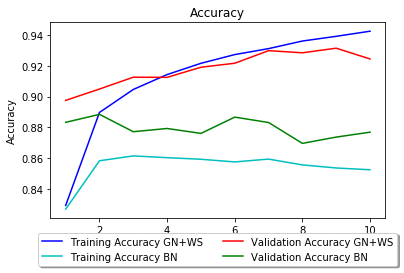 Accuracy
0.94
0.92
0.90
0.88
0.86
0.84
Accuracy
2 4 6 8 10
Training Accuracy GN+WS Validation Accuracy GN+WS
Training Accuracy BN Validation Accuracy BN